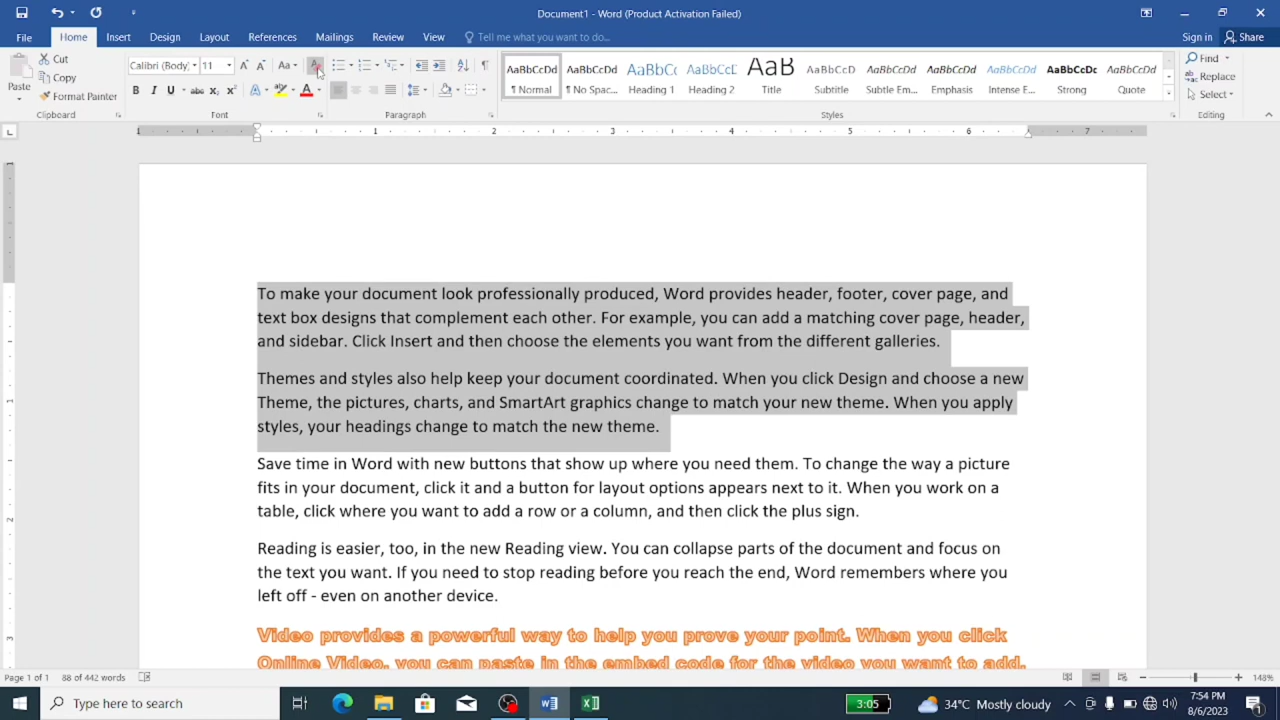 Document1 - Word (Product Activation Failed)
File Home Insert Design Layout References Mailings Review View Tell me what you want to do... Sign in Share
Paste
Cut
Copy
Format Painter
Clipboard
Calibri (Body) 11
Font
Paragraph
AaBbCcDd AaBbCcDd AaBbCc AaBbCcD AaB AaBbCcD AaBbCcDd AaBbCcDd AaBbCcDd AaBbCcDc AaBbCcDd
¶ Normal ¶ No Spac... Heading 1 Heading 2 Title Subtitle Subtle Em... Emphasis Intense E... Strong Quote
Styles
Find
Replace
Select
Editing
1 1 2 3 4 5 6 7
To make your document look professionally produced, Word provides header, footer, cover page, and
text box designs that complement each other. For example, you can add a matching cover page, header,
and sidebar. Click Insert and then choose the elements you want from the different galleries.
Themes and styles also help keep your document coordinated. When you click Design and choose a new
Theme, the pictures, charts, and SmartArt graphics change to match your new theme. When you apply
styles, your headings change to match the new theme.
Save time in Word with new buttons that show up where you need them. To change the way a picture
fits in your document, click it and a button for layout options appears next to it. When you work on a
table, click where you want to add a row or a column, and then click the plus sign.
Reading is easier, too, in the new Reading view. You can collapse parts of the document and focus on
the text you want. If you need to stop reading before you reach the end, Word remembers where you
left off - even on another device.
Video provides a powerful way to help you prove your point. When you click
Online Video, you can paste in the embed code for the video you want to add.
Page 1 of 1 88 of 442 words 148%
Type here to search
3:05
34°C Mostly cloudy
7:54 PM
8/6/2023